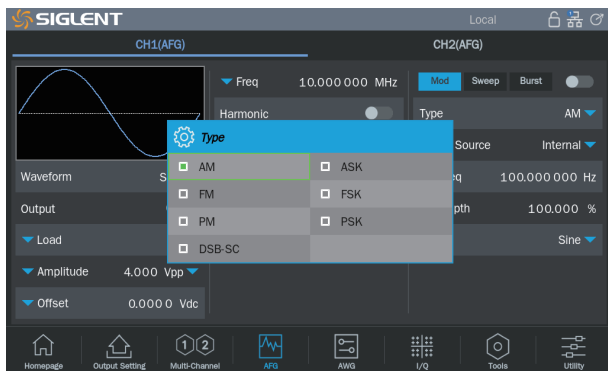 SIGLENT Local
CH1(AFG) CH2(AFG)
Freq 10.000 000 MHz
Mod Sweep Burst
Harmonic
Type AM
Type
Source Internal
AM ASK
Waveform S
eq 100.000 000 Hz
FM FSK
Output
pth 100.000 %
PM PSK
Load
Sine
DSB-SC
Amplitude 4.000 Vpp
Offset 0.000 0 Vdc
1 2
Homepage Output Setting Multi-Channel AFG AWG I/Q Tools Utility